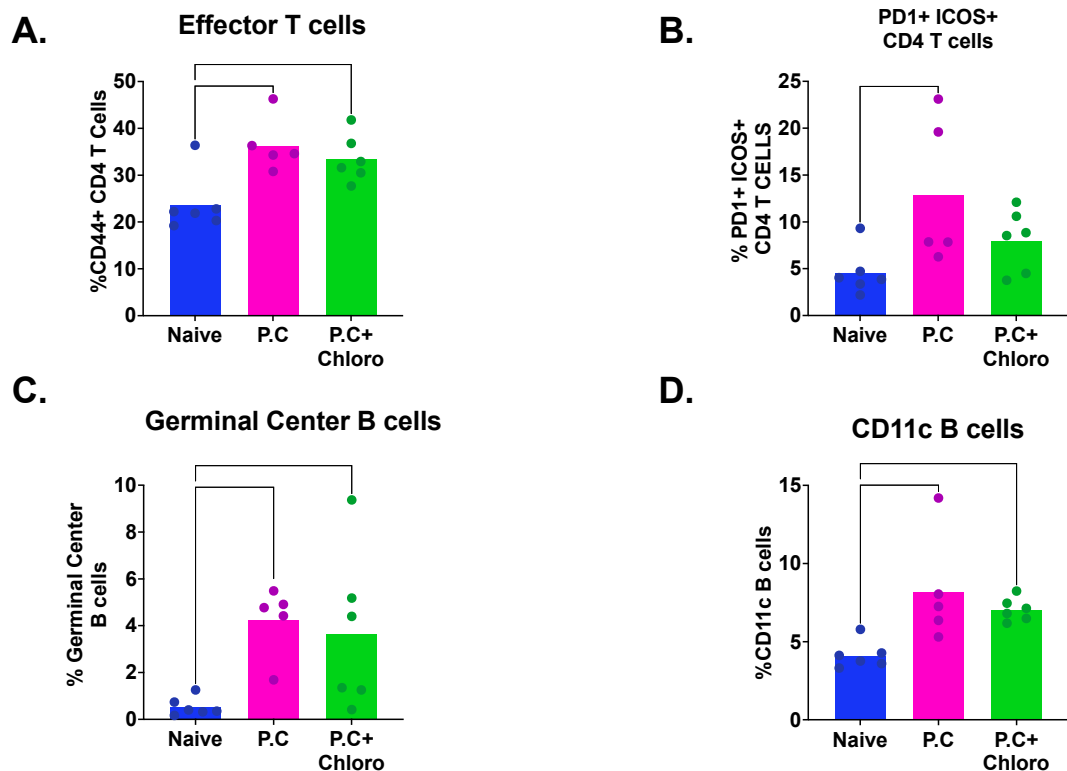 A.
Effector T cells
%CD44+ CD4 T Cells
50
40
30
20
10
0
Naive
P.C
P.C+
Chloro
B.
PD1+ ICOS+
CD4 T cells
% PD1+ ICOS+
CD4 T CELLS
25
20
15
10
5
0
Naive
P.C
P.C+
Chloro
C.
Germinal Center B cells
% Germinal Center
B cells
10
8
6
4
2
0
Naive
P.C
P.C+
Chloro
D.
CD11c B cells
%CD11c B cells
15
10
5
0
Naive
P.C
P.C+
Chloro